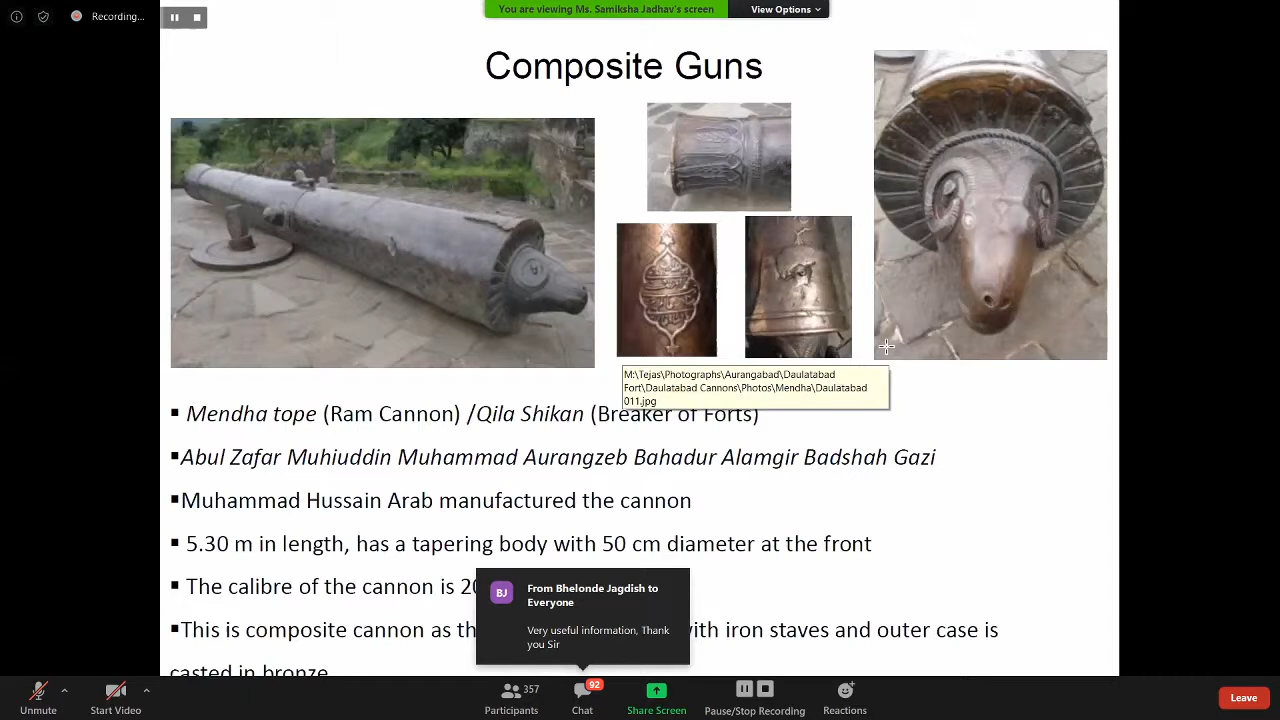 Recording...
You are viewing Ms. Samiksha Jadhav's screen
View Options
Composite Guns
M:\Tejas\Photographs\Aurangabad\Daulatabad
Fort\Daulatabad Cannons\Photos\Mendha\Daulatabad
011.jpg
▪ Mendha tope (Ram Cannon) /Qila Shikan (Breaker of Forts)
▪Abul Zafar Muhiuddin Muhammad Aurangzeb Bahadur Alamgir Badshah Gazi
▪Muhammad Hussain Arab manufactured the cannon
▪ 5.30 m in length, has a tapering body with 50 cm diameter at the front
▪ The calibre of the cannon is
▪This is composite cannon as with iron staves and outer case is
casted in bronze
BJ
From Bhelonde Jagdish to
Everyone
Very useful information, Thank
you Sir
Unmute
Start Video
357
Participants
92
Chat
Share Screen
Pause/Stop Recording
Reactions
Leave